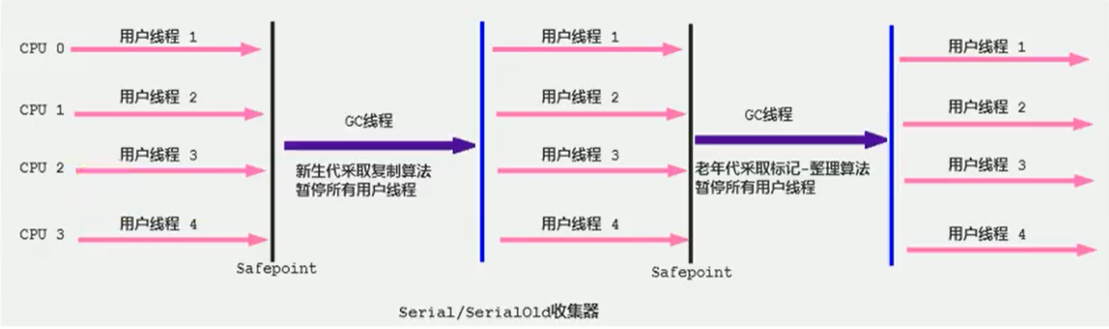 CPU 0
用户线程 1
用户线程 1
用户线程 1
CPU 1
用户线程 2
用户线程 2
用户线程 2
GC线程
GC线程
CPU 2
用户线程 3
用户线程 3
用户线程 3
新生代采取复制算法
暂停所有用户线程
老年代采取标记-整理算法
暂停所有用户线程
CPU 3
用户线程 4
用户线程 4
用户线程 4
Safepoint
Safepoint
Serial/SerialOld收集器